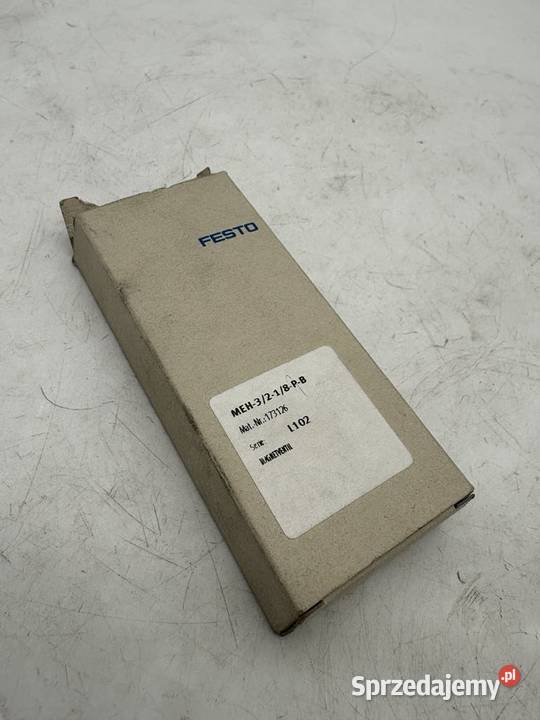 FESTO
MEH-3/2-1/8-P-B
Mat.-Nr.:173126
Serie: L102
MAGNETVENTIL
Sprzedajemy.pl